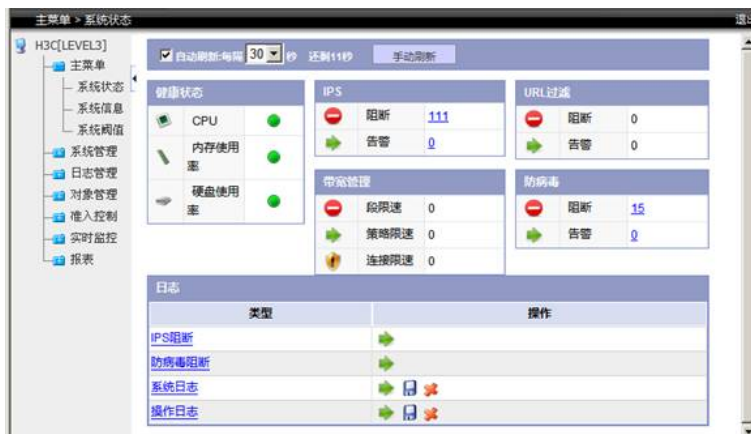 主菜单 > 系统状态
H3C[LEVEL3]
主菜单
系统状态
系统信息
系统阀值
系统管理
日志管理
对象管理
准入控制
实时监控
报表
自动刷新:每隔 30 秒 还剩11秒 手动刷新
健康状态
CPU
内存使用
率
硬盘使用
率
IPS
阻断 111
告警 0
带宽管理
段限速 0
策略限速 0
连接限速 0
URL过滤
阻断 0
告警 0
防病毒
阻断 15
告警 0
日志
类型 操作
IPS阻断
防病毒阻断
系统日志
操作日志